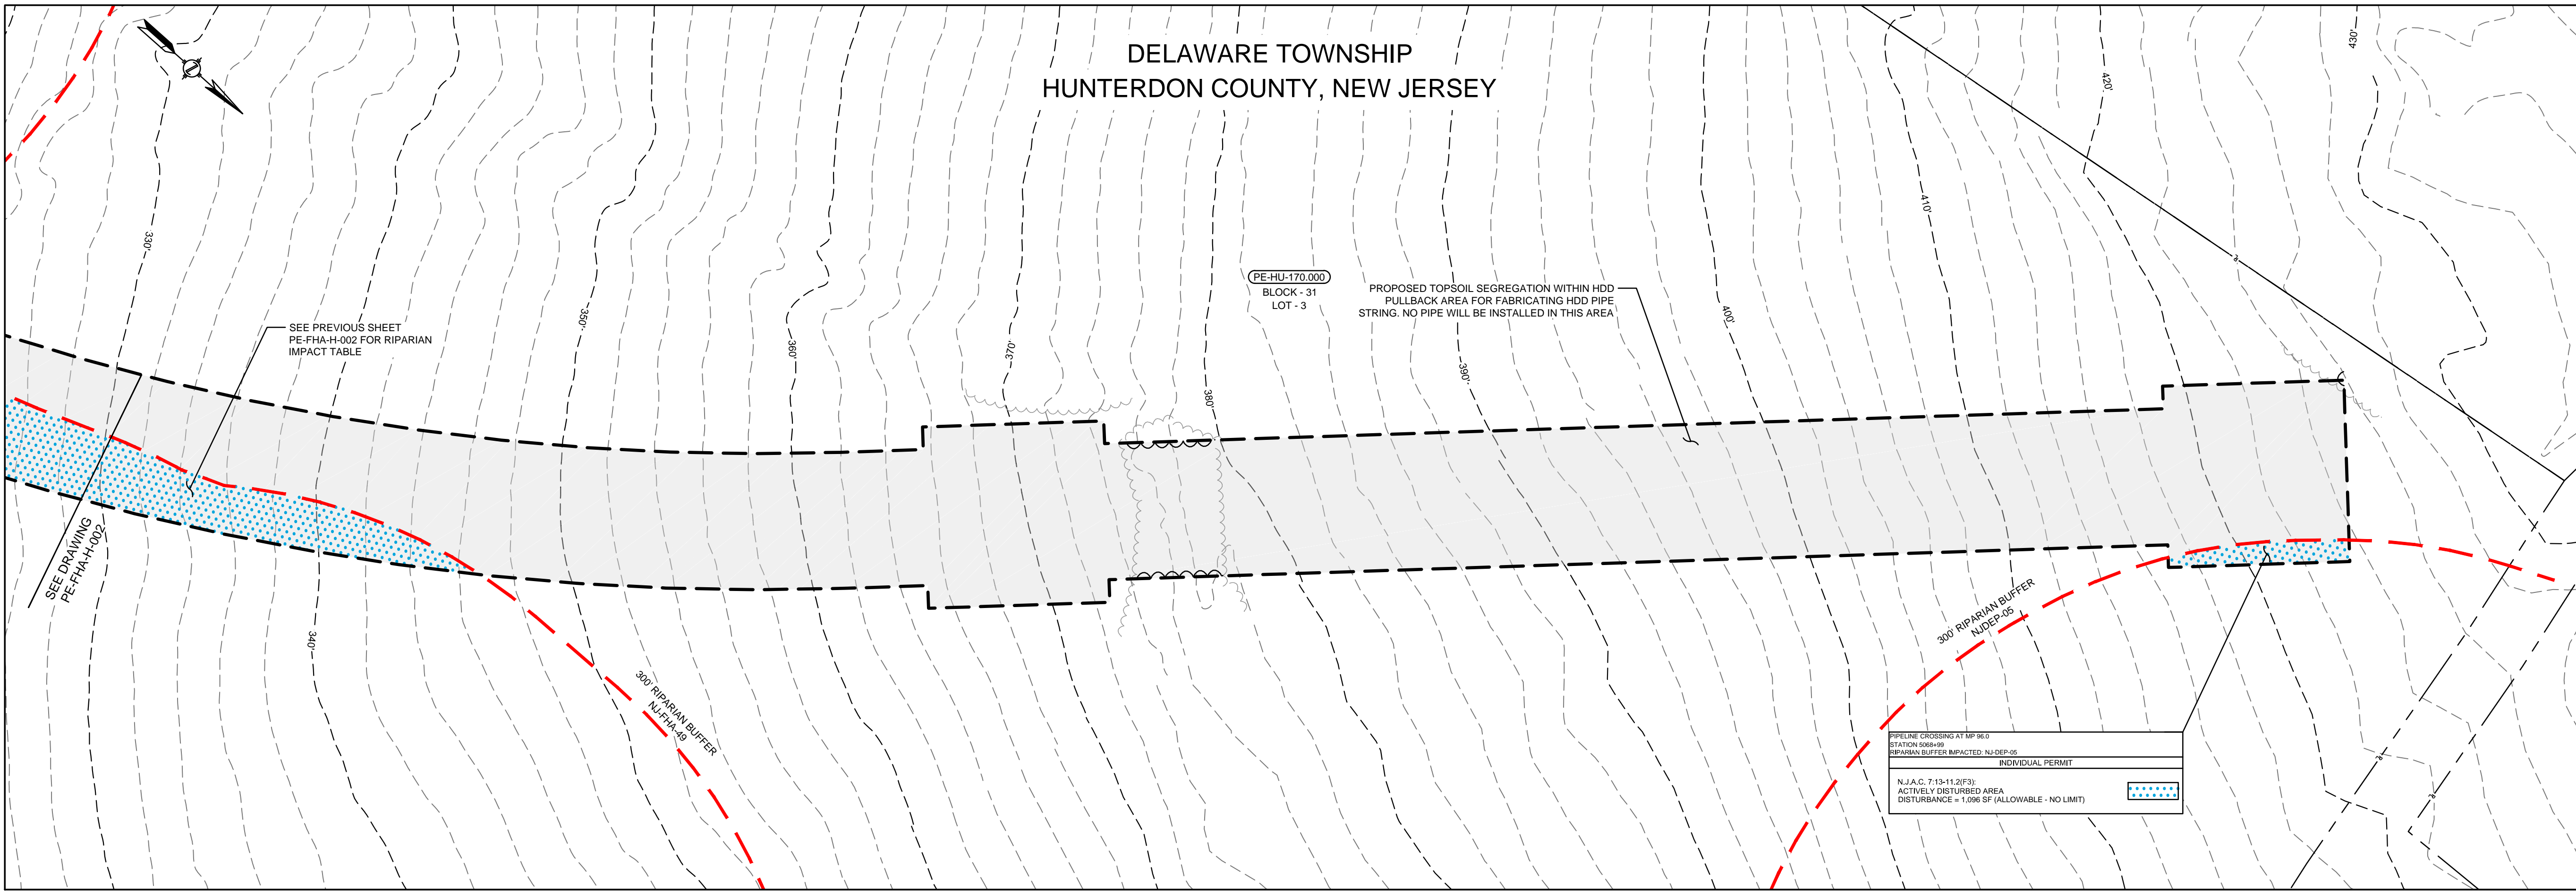 DELAWARE TOWNSHIP
HUNTERDON COUNTY, NEW JERSEY
430'
420'
410'
400'
390'
380'
370'
360'
350'
340'
330'
PE-HU-170.000
BLOCK - 31
LOT - 3
PROPOSED TOPSOIL SEGREGATION WITHIN HDD
PULLBACK AREA FOR FABRICATING HDD PIPE
STRING. NO PIPE WILL BE INSTALLED IN THIS AREA
SEE PREVIOUS SHEET
PE-FHA-H-002 FOR RIPARIAN
IMPACT TABLE
SEE DRAWING
PE-FHA-H-002
300' RIPARIAN BUFFER
NJ-FHA-49
300' RIPARIAN BUFFER
NJDEP-05
PIPELINE CROSSING AT MP 96.0
STATION 5068+99
RIPARIAN BUFFER IMPACTED: NJ-DEP-05
INDIVIDUAL PERMIT
N.J.A.C. 7:13-11.2(F3):
ACTIVELY DISTURBED AREA
DISTURBANCE = 1,096 SF (ALLOWABLE - NO LIMIT)